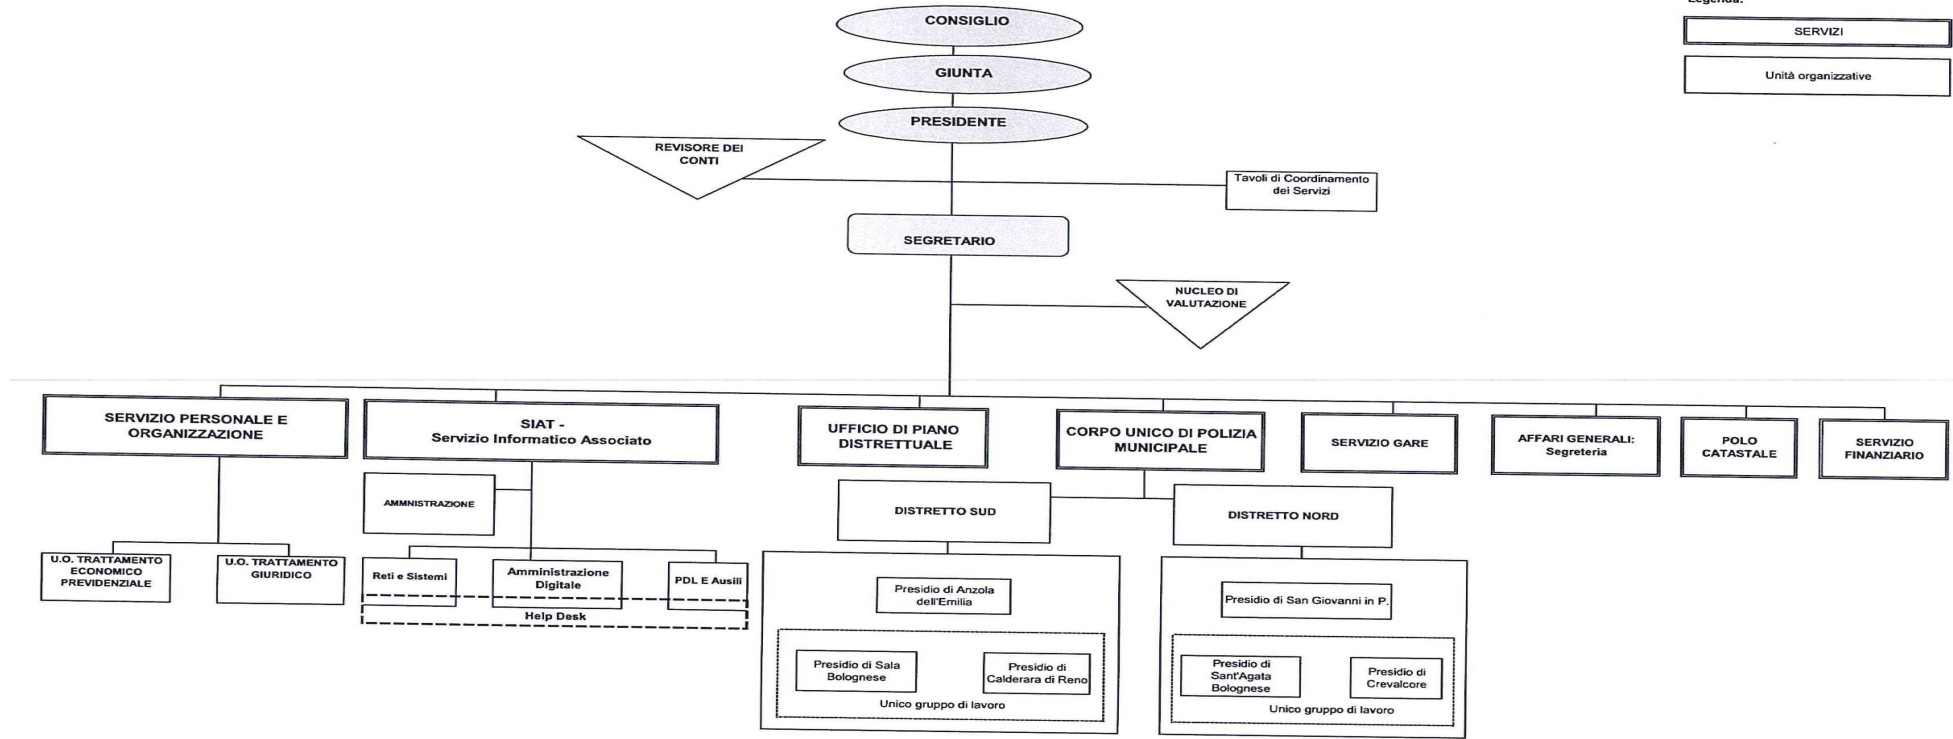 Legenda:
SERVIZI
Unità organizzative
CONSIGLIO
GIUNTA
PRESIDENTE
REVISORE DEI
CONTI
Tavoli di Coordinamento
dei Servizi
SEGRETARIO
NUCLEO DI
VALUTAZIONE
SERVIZIO PERSONALE E
ORGANIZZAZIONE
SIAT -
Servizio Informatico Associato
UFFICIO DI PIANO
DISTRETTUALE
CORPO UNICO DI POLIZIA
MUNICIPALE
SERVIZIO GARE
AFFARI GENERALI:
Segreteria
POLO
CATASTALE
SERVIZIO
FINANZIARIO
AMMNISTRAZIONE
DISTRETTO SUD
DISTRETTO NORD
U.O. TRATTAMENTO
ECONOMICO
PREVIDENZIALE
U.O. TRATTAMENTO
GIURIDICO
Reti e Sistemi
Amministrazione
Digitale
PDL E Ausili
Help Desk
Presidio di Anzola
dell'Emilia
Presidio di Sala
Bolognese
Presidio di
Calderara di Reno
Unico gruppo di lavoro
Presidio di San Giovanni in P.
Presidio di
Sant'Agata
Bolognese
Presidio di
Crevalcore
Unico gruppo di lavoro